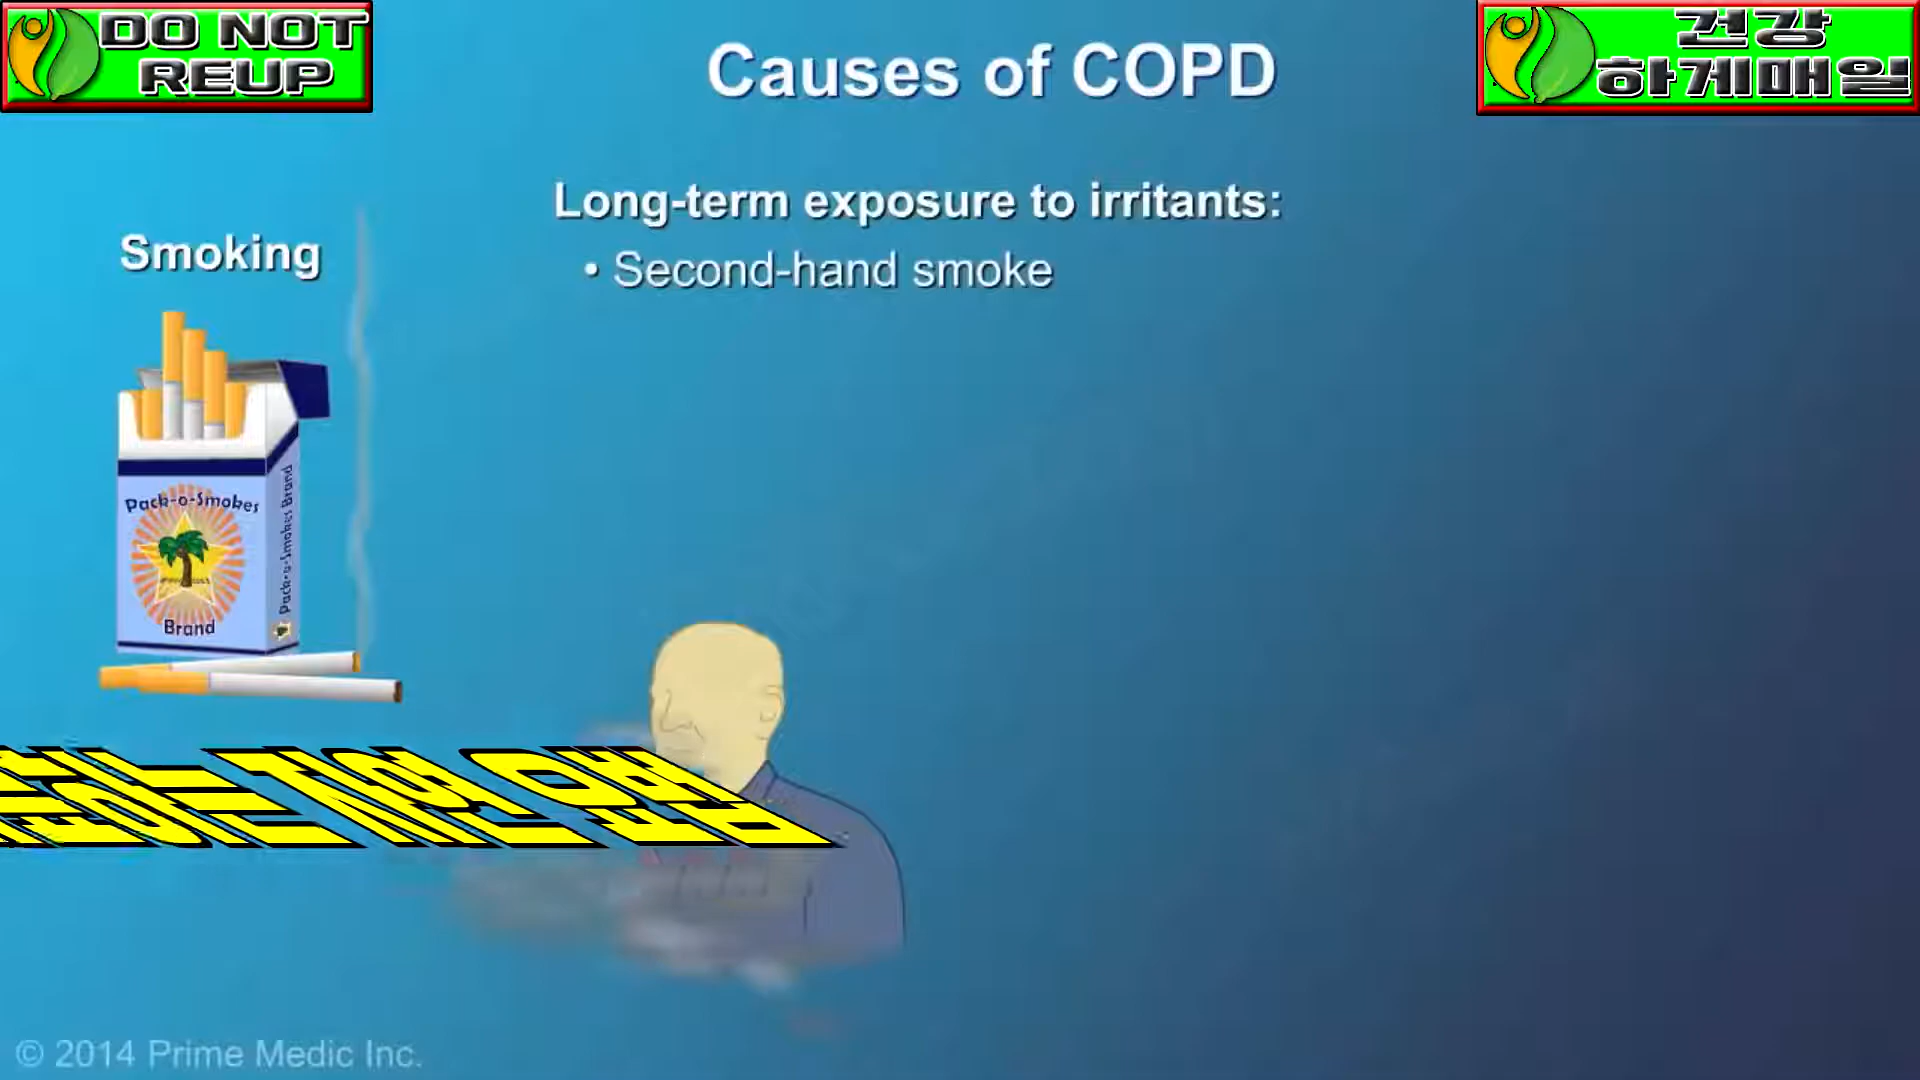 DO NOT
REUP
Causes of COPD
건강
하게매일
Long-term exposure to irritants:
Smoking
• Second-hand smoke
Pack-o-Smokes
Brand
Pack-o-Smokes Brand
© 2014 Prime Medic Inc.